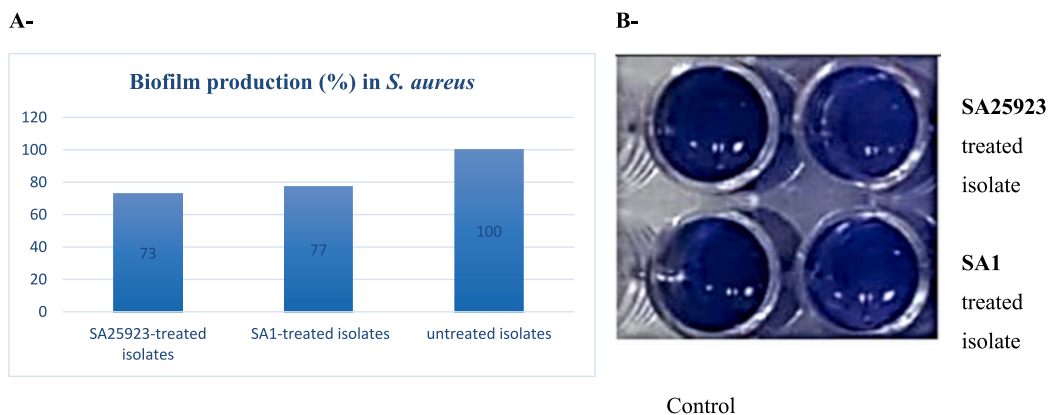 A-
Biofilm production (%) in S. aureus
120
100
80
60
40
20
0
73
77
100
SA25923-treated
isolates
SA1-treated isolates
untreated isolates
B-
SA25923
treated
isolate
SA1
treated
isolate
Control